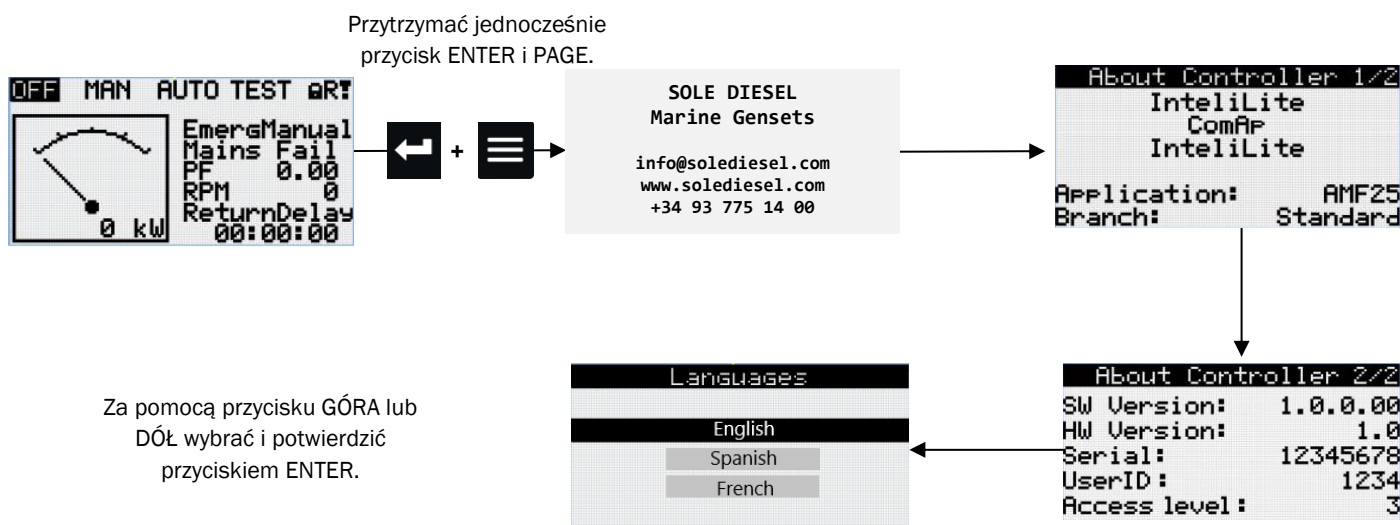 Przytrzymać jednocześnie
przycisk ENTER i PAGE.
OFF MAN AUTO TEST
EmergManual
Mains Fail
PF 0.00
RPM 0
ReturnDelay
00:00:00
0 kW
+
SOLE DIESEL
Marine Gensets
info@solediesel.com
www.solediesel.com
+34 93 775 14 00
About Controller 1/2
InteliLite
ComAp
InteliLite
Application: AMF25
Branch: Standard
About Controller 2/2
SW Version: 1.0.0.00
HW Version: 1.0
Serial: 12345678
UserID: 1234
Access level: 3
Languages
English
Spanish
French
Za pomocą przycisku GÓRA lub
DÓŁ wybrać i potwierdzić
przyciskiem ENTER.